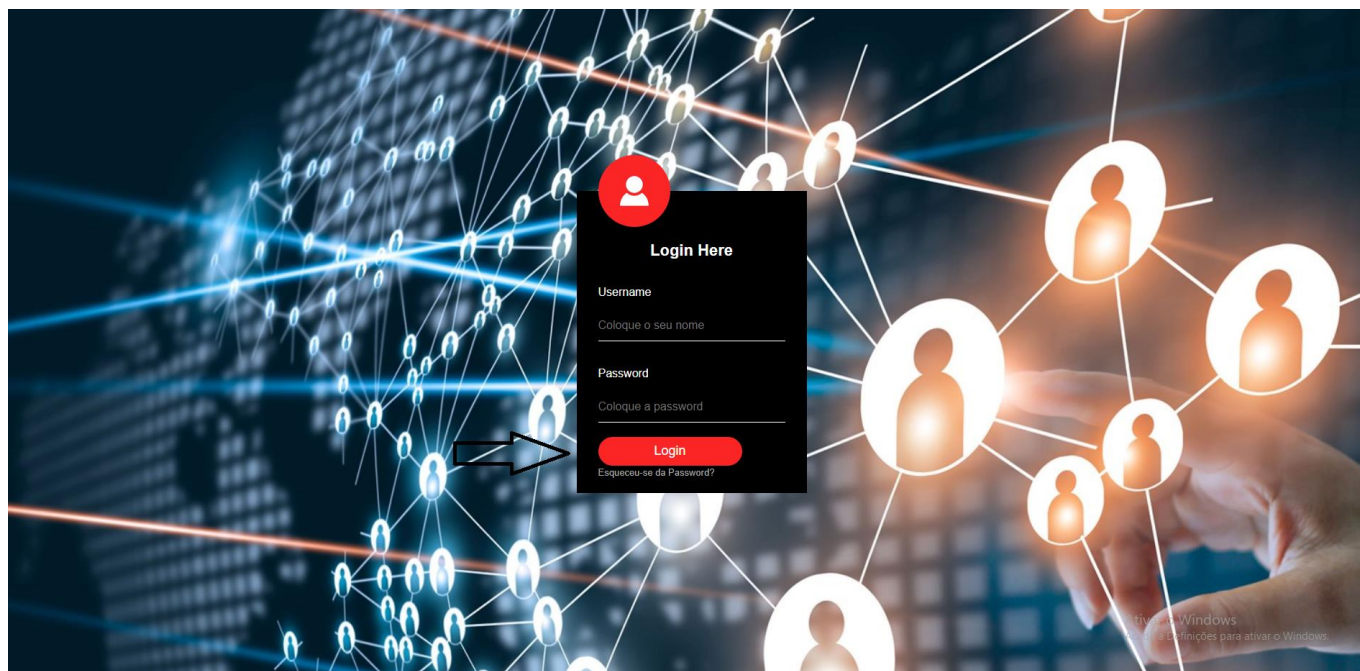 Login Here
Username
Coloque o seu nome
Password
Coloque a password
Login
Esqueceu-se da Password?
Windows
Definições para ativar o Windows.